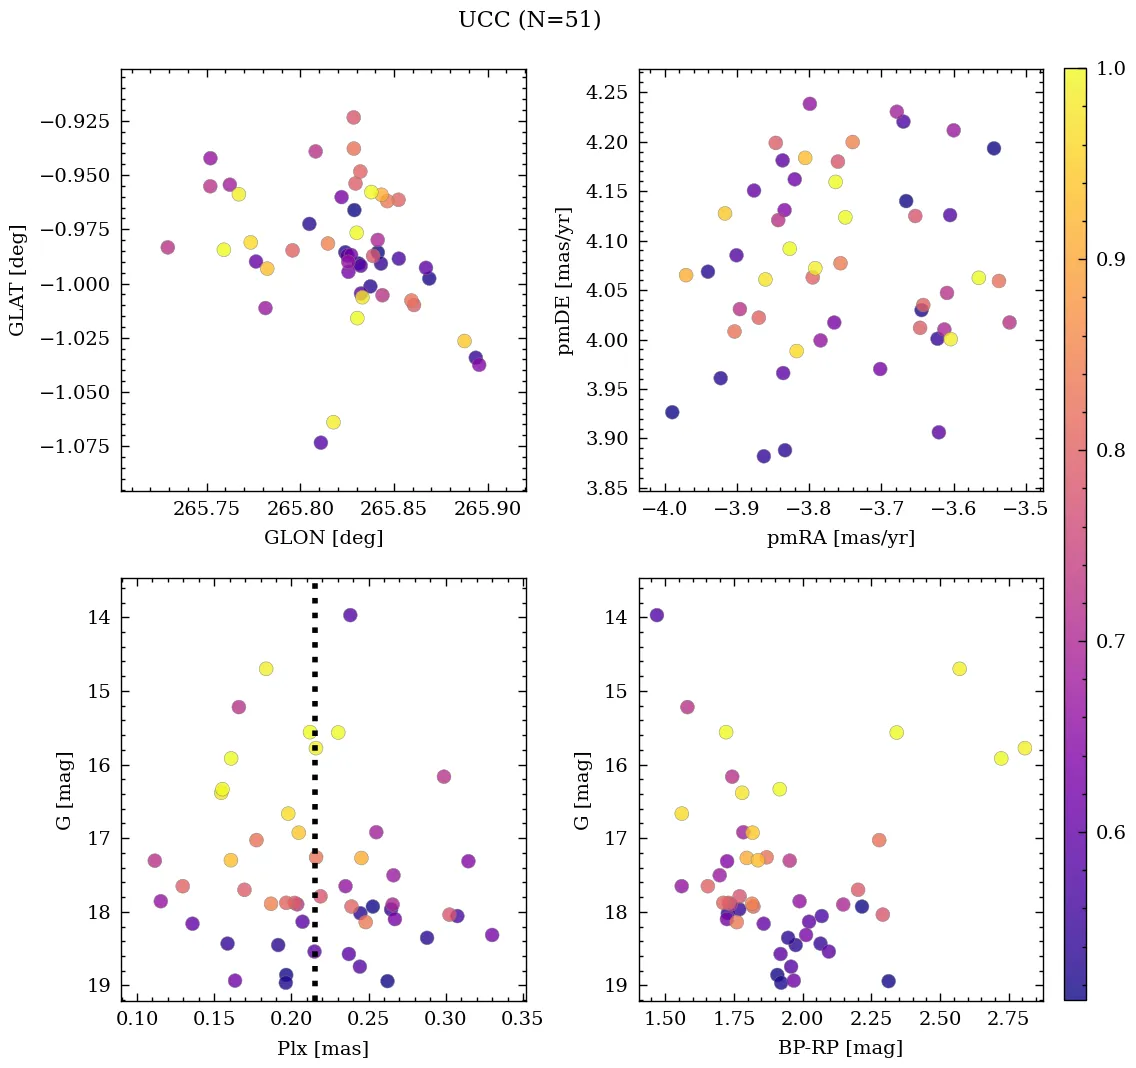 UCC (N=51)
−0.925
−0.950
−0.975
−1.000
−1.025
−1.050
−1.075
GLAT [deg]
265.75 265.80 265.85 265.90
GLON [deg]
4.25
4.20
4.15
4.10
4.05
4.00
3.95
3.90
3.85
pmDE [mas/yr]
−4.0 −3.9 −3.8 −3.7 −3.6 −3.5
pmRA [mas/yr]
1.0
0.9
0.8
0.7
0.6
14
15
16
17
18
19
G [mag]
0.10 0.15 0.20 0.25 0.30 0.35
Plx [mas]
14
15
16
17
18
19
G [mag]
1.50 1.75 2.00 2.25 2.50 2.75
BP-RP [mag]